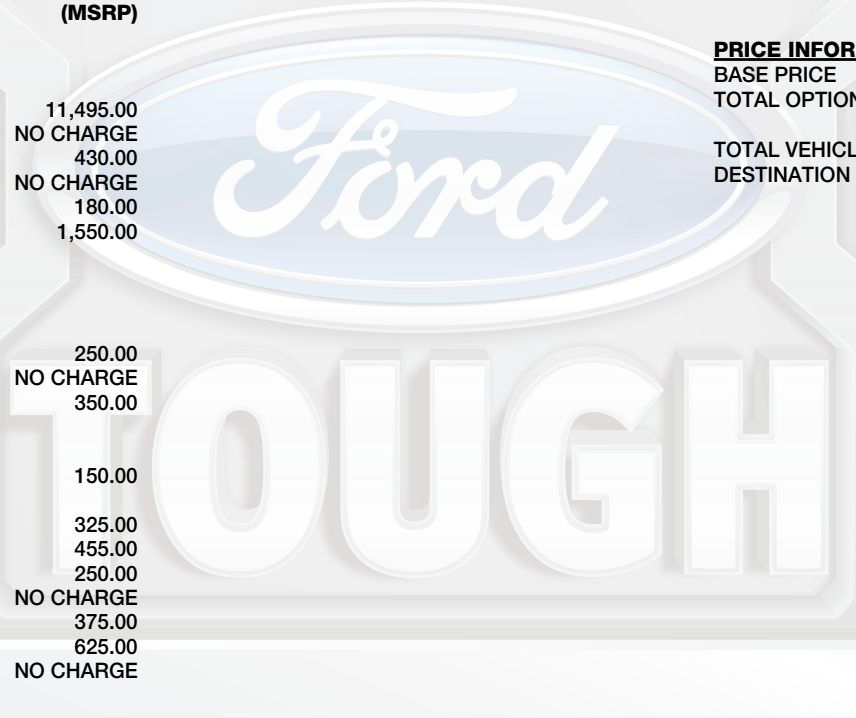 (MSRP)
11,495.00
NO CHARGE
430.00
NO CHARGE
180.00
1,550.00
250.00
NO CHARGE
350.00
150.00
325.00
455.00
250.00
NO CHARGE
375.00
625.00
NO CHARGE
PRICE INFOR
BASE PRICE
TOTAL OPTION
TOTAL VEHICL
DESTINATION
Ford
TOUGH